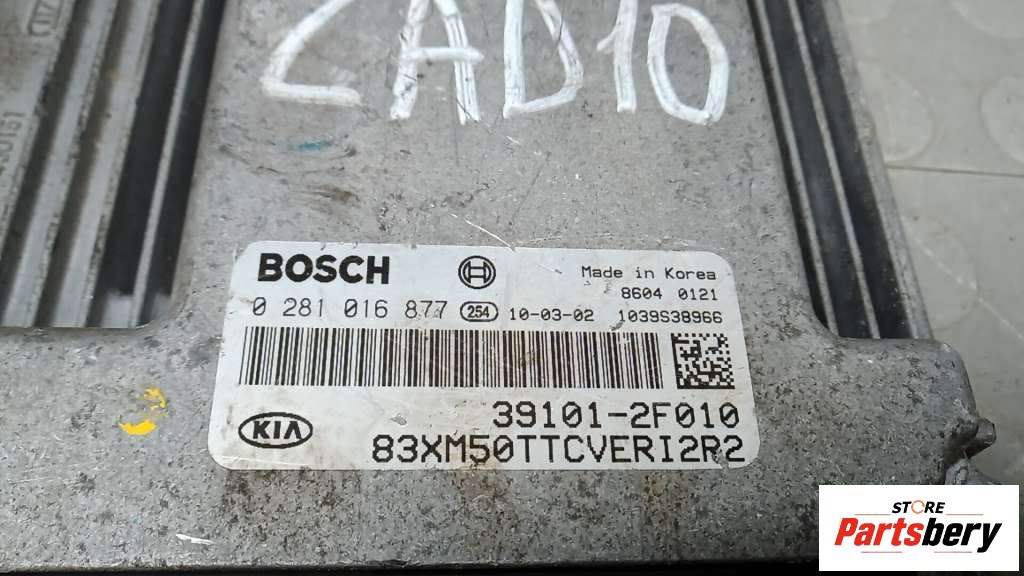 CAD10
BOSCH
Made in Korea
8604 0121
0 281 016 877 254 10-03-02 1039S38966
39101-2F010
KIA
83XM50TTCVERI2R2
STORE
Partsbery